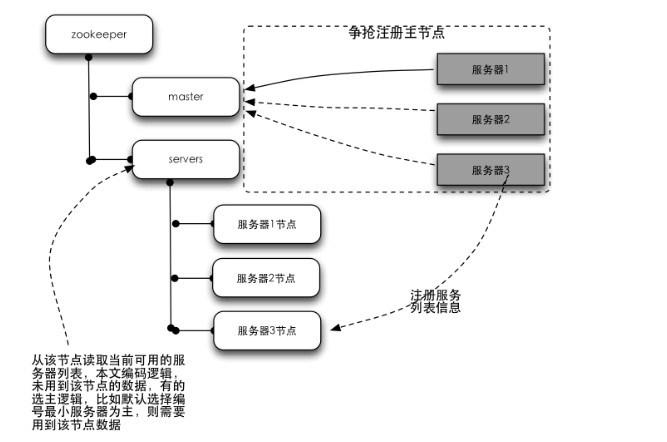 zookeeper
争抢注册主节点
服务器1
master
服务器2
servers
服务器3
服务器1节点
服务器2节点
注册服务
列表信息
服务器3节点
从该节点读取当前可用的服
务器列表，本文编码逻辑，
未用到该节点的数据，有的
选主逻辑，比如默认选择编
号最小服务器为主，则需要
用到该节点数据